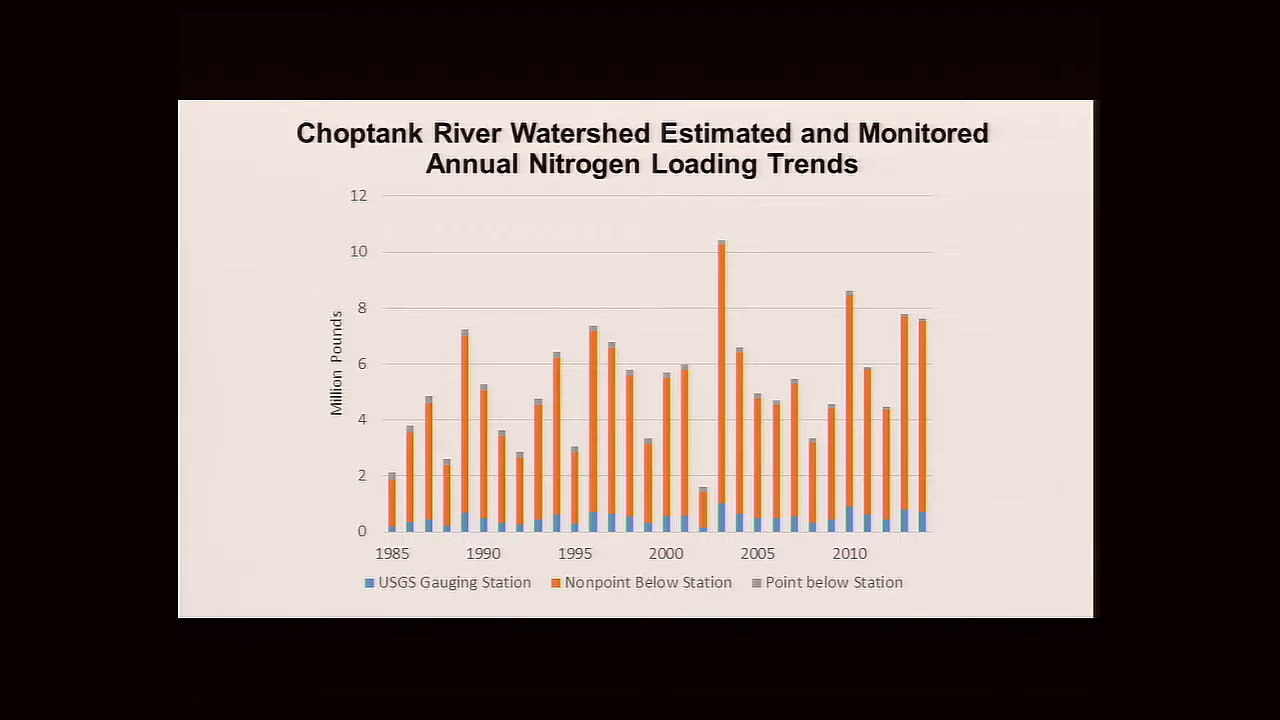 Choptank River Watershed Estimated and Monitored
Annual Nitrogen Loading Trends
12
10
8
6
4
2
0
Million Pounds
1985 1990 1995 2000 2005 2010
USGS Gauging Station Nonpoint Below Station Point below Station